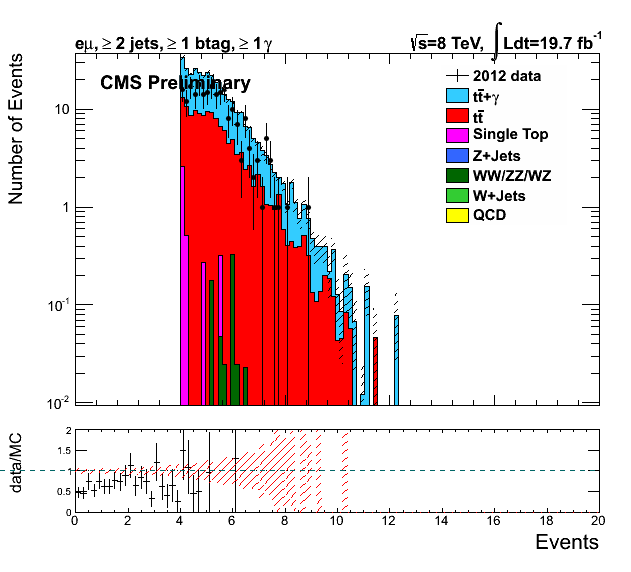 eμ, ≥ 2 jets, ≥ 1 btag, ≥ 1γ
√s=8 TeV, ∫ Ldt=19.7 fb⁻¹
CMS Preliminary
2012 data
tt̄+γ
tt̄
Single Top
Z+Jets
WW/ZZ/WZ
W+Jets
QCD
Number of Events
10
1
10⁻¹
10⁻²
data/MC
2
1.5
1
0.5
0
0 2 4 6 8 10 12 14 16 18 20
Events